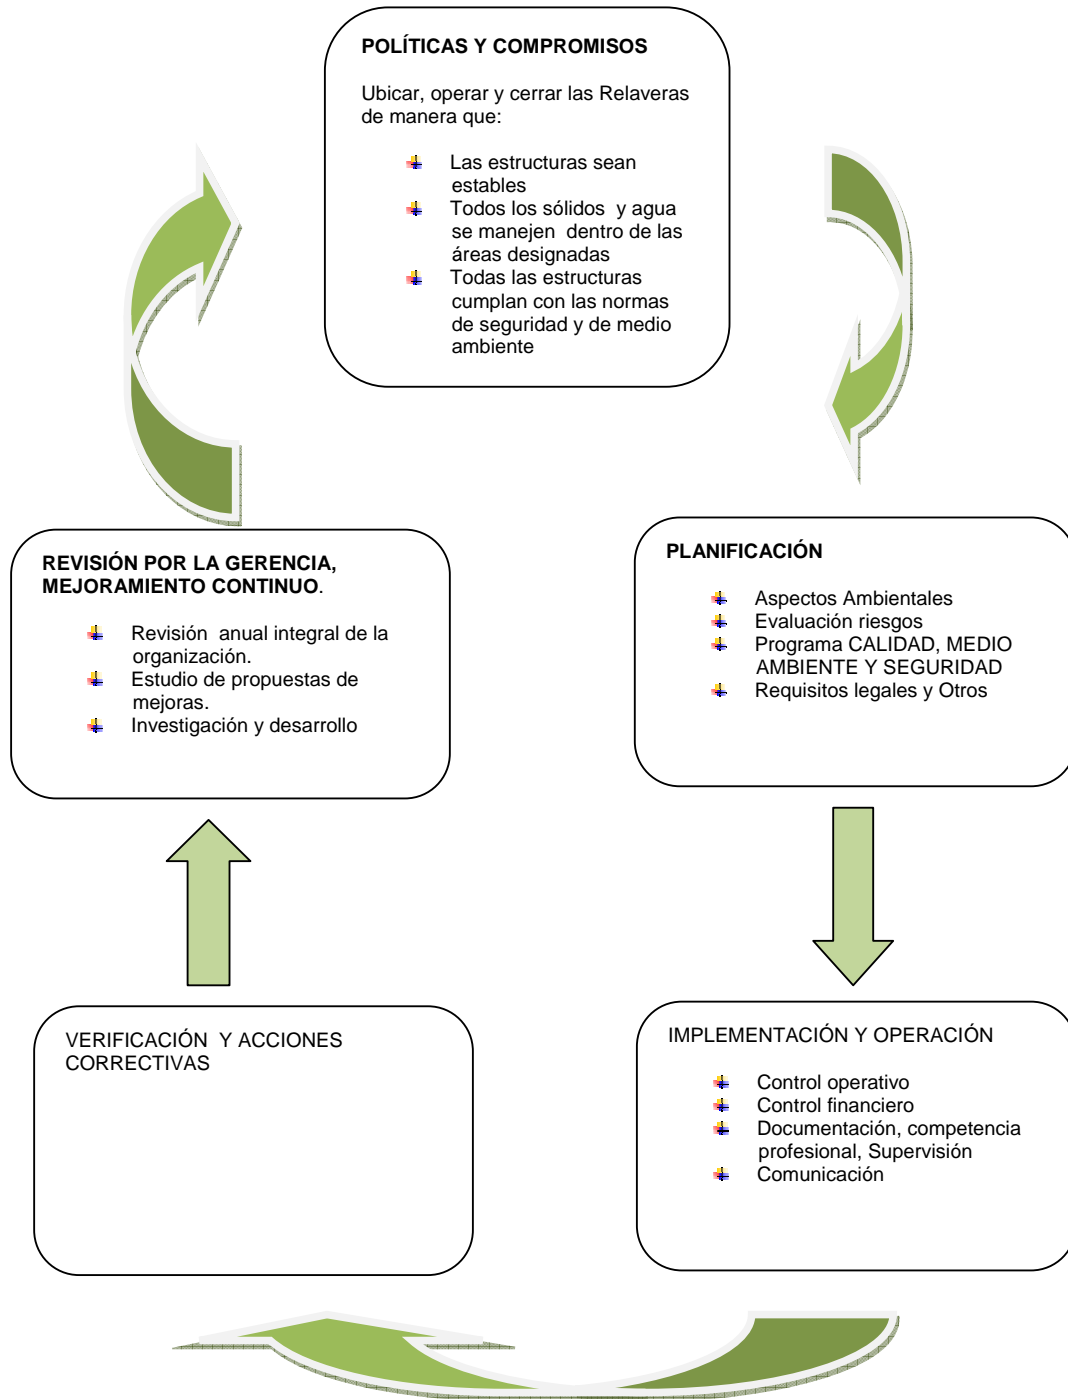 POLÍTICAS Y COMPROMISOS
Ubicar, operar y cerrar las Relaveras
de manera que:
Las estructuras sean
estables
Todos los sólidos y agua
se manejen dentro de las
áreas designadas
Todas las estructuras
cumplan con las normas
de seguridad y de medio
ambiente
REVISIÓN POR LA GERENCIA,
MEJORAMIENTO CONTINUO.
Revisión anual integral de la
organización.
Estudio de propuestas de
mejoras.
Investigación y desarrollo
PLANIFICACIÓN
Aspectos Ambientales
Evaluación riesgos
Programa CALIDAD, MEDIO
AMBIENTE Y SEGURIDAD
Requisitos legales y Otros
VERIFICACIÓN Y ACCIONES
CORRECTIVAS
IMPLEMENTACIÓN Y OPERACIÓN
Control operativo
Control financiero
Documentación, competencia
profesional, Supervisión
Comunicación